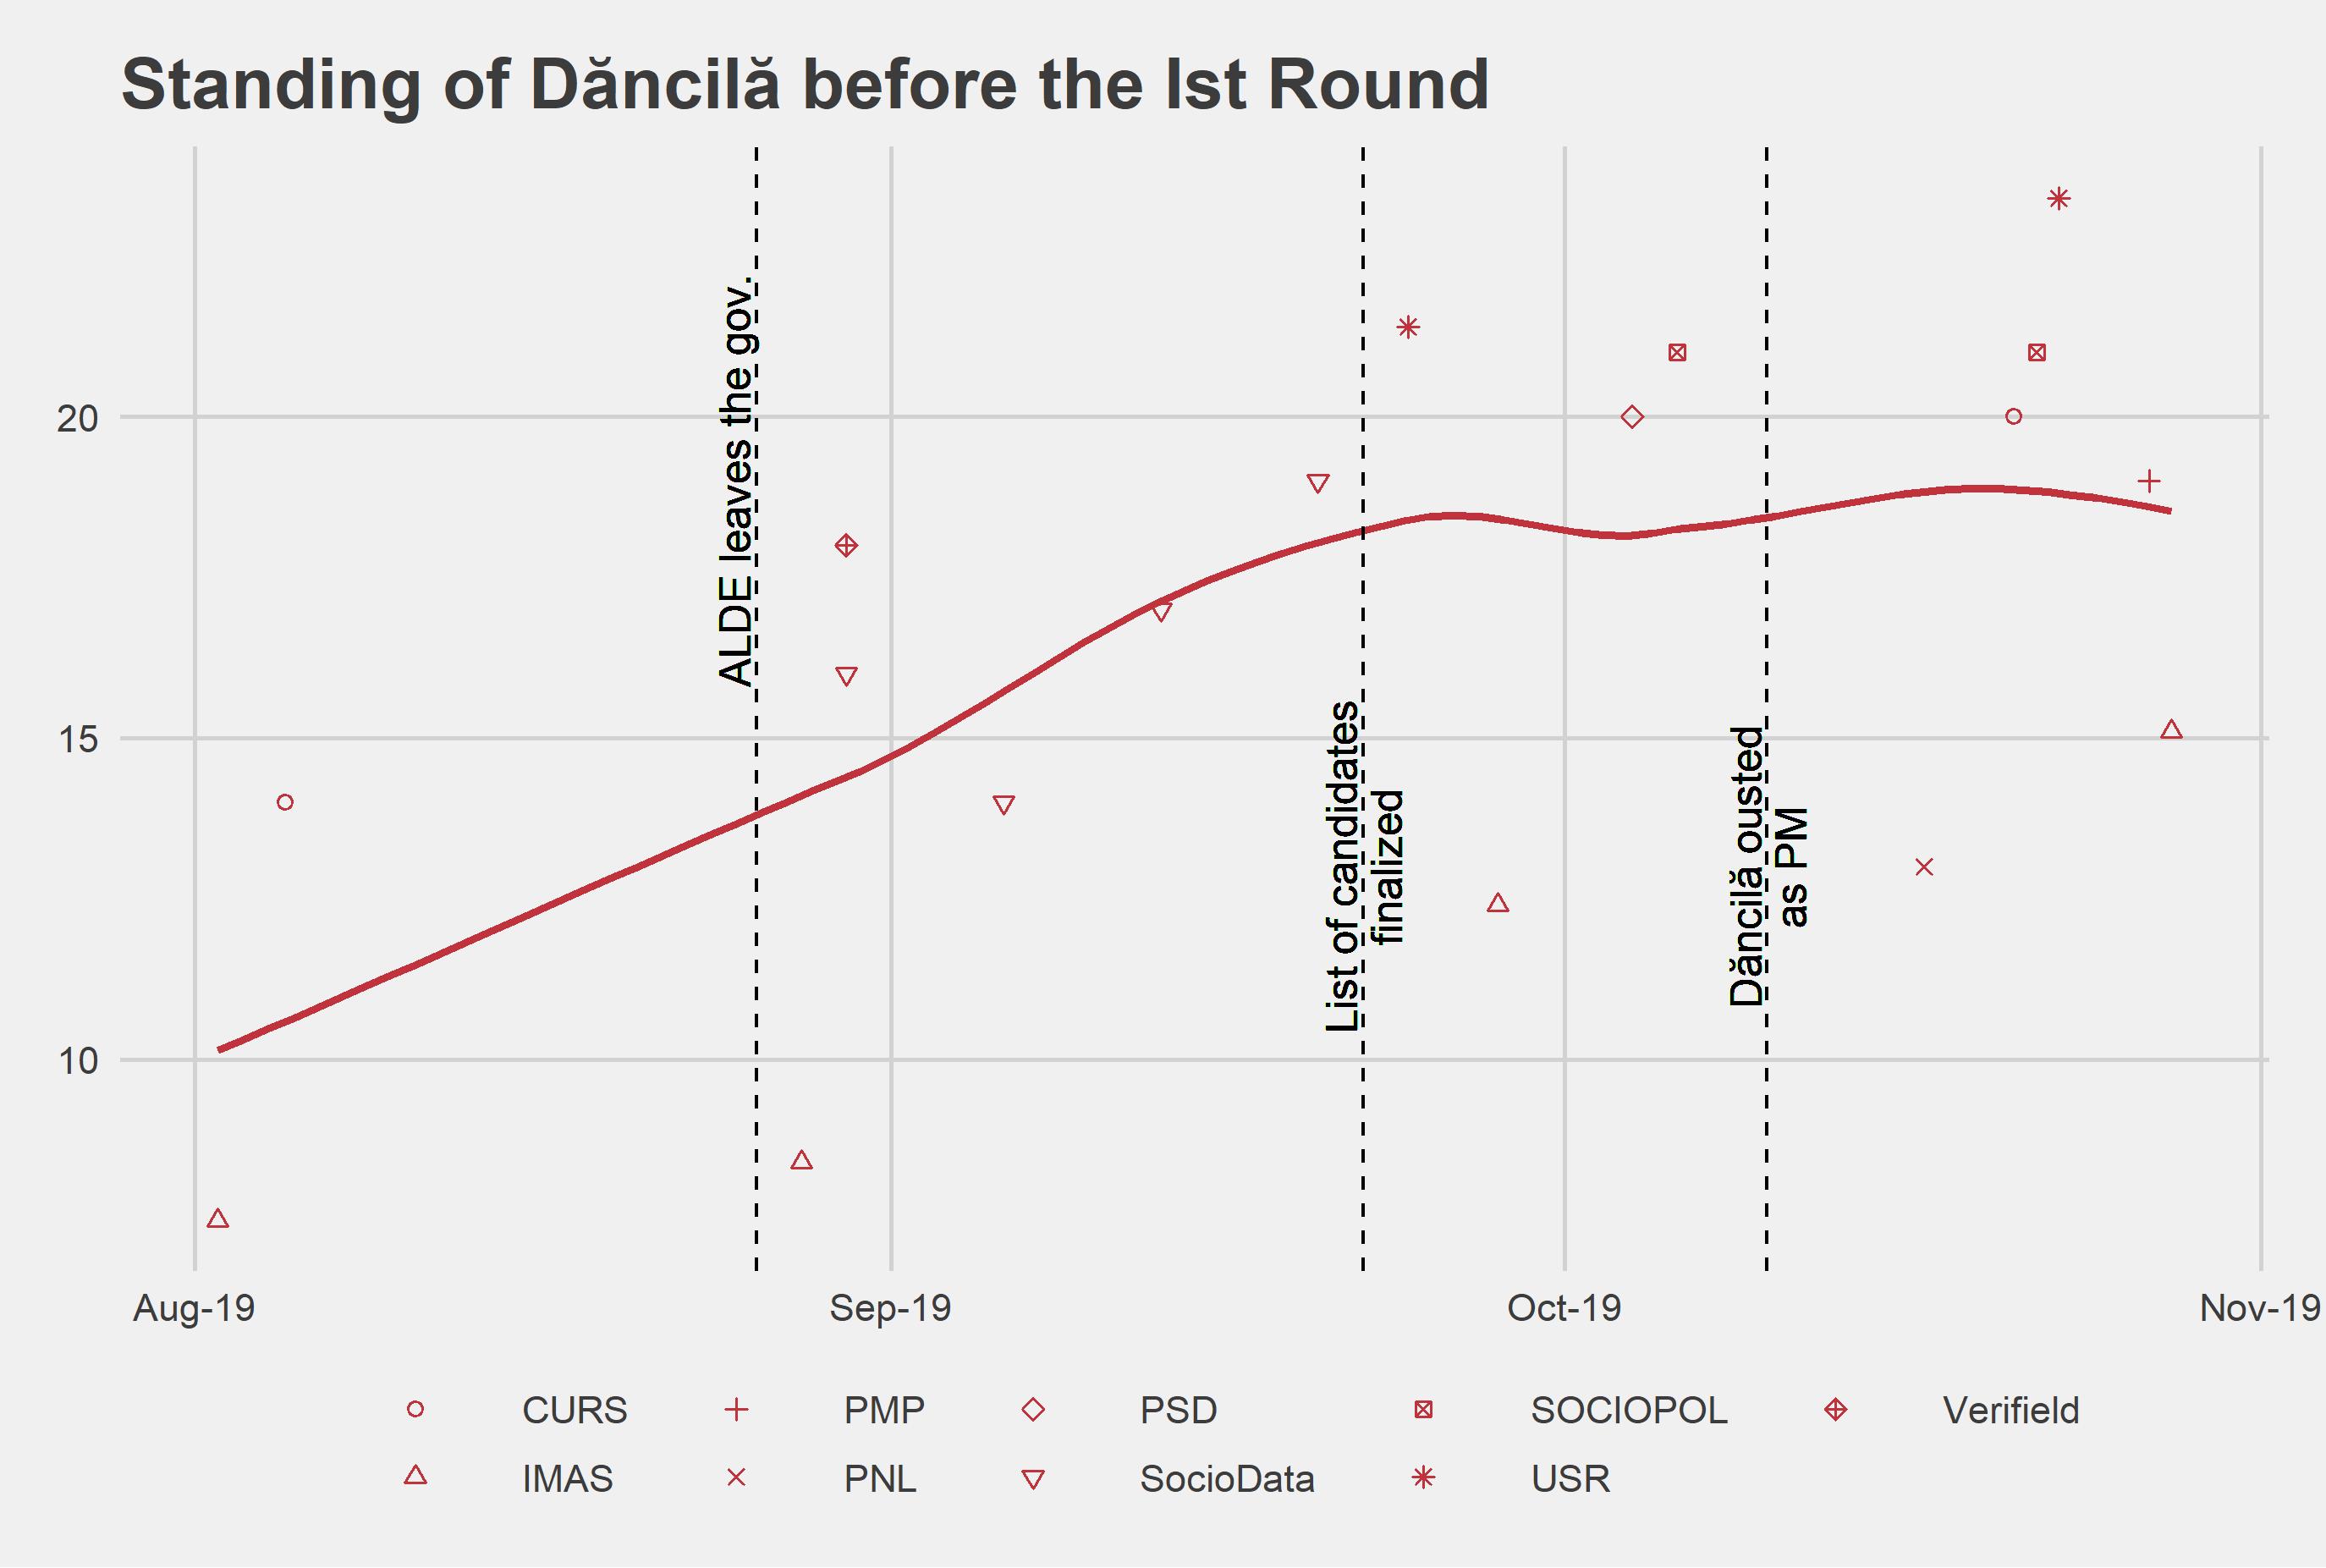 Standing of Dăncilă before the Ist Round
20
15
10
ALDE leaves the gov.
List of candidates
finalized
Dăncilă ousted
as PM
Aug-19
Sep-19
Oct-19
Nov-19
CURS
PMP
PSD
SOCIOPOL
Verifield
IMAS
PNL
SocioData
USR